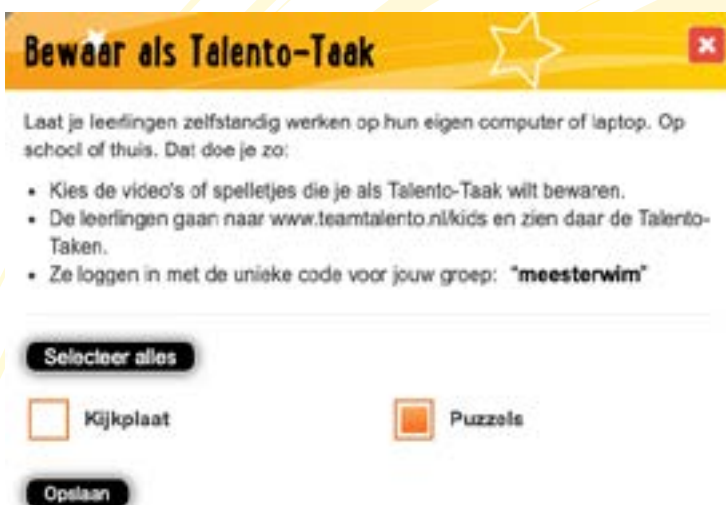 Bewaar als Talento-Taak
Laat je leerlingen zelfstandig werken op hun eigen computer of laptop. Op
school of thuis. Dat doe je zo:
• Kies de video's of spelletjes die je als Talento-Taak wilt bewaren.
• De leerlingen gaan naar www.teamtalento.nl/kids en zien daar de Talento-
Taken.
• Ze loggen in met de unieke code voor jouw groep: "meesterwim"
Selecteer alles
Kijkplaat
Puzzels
Opslaan